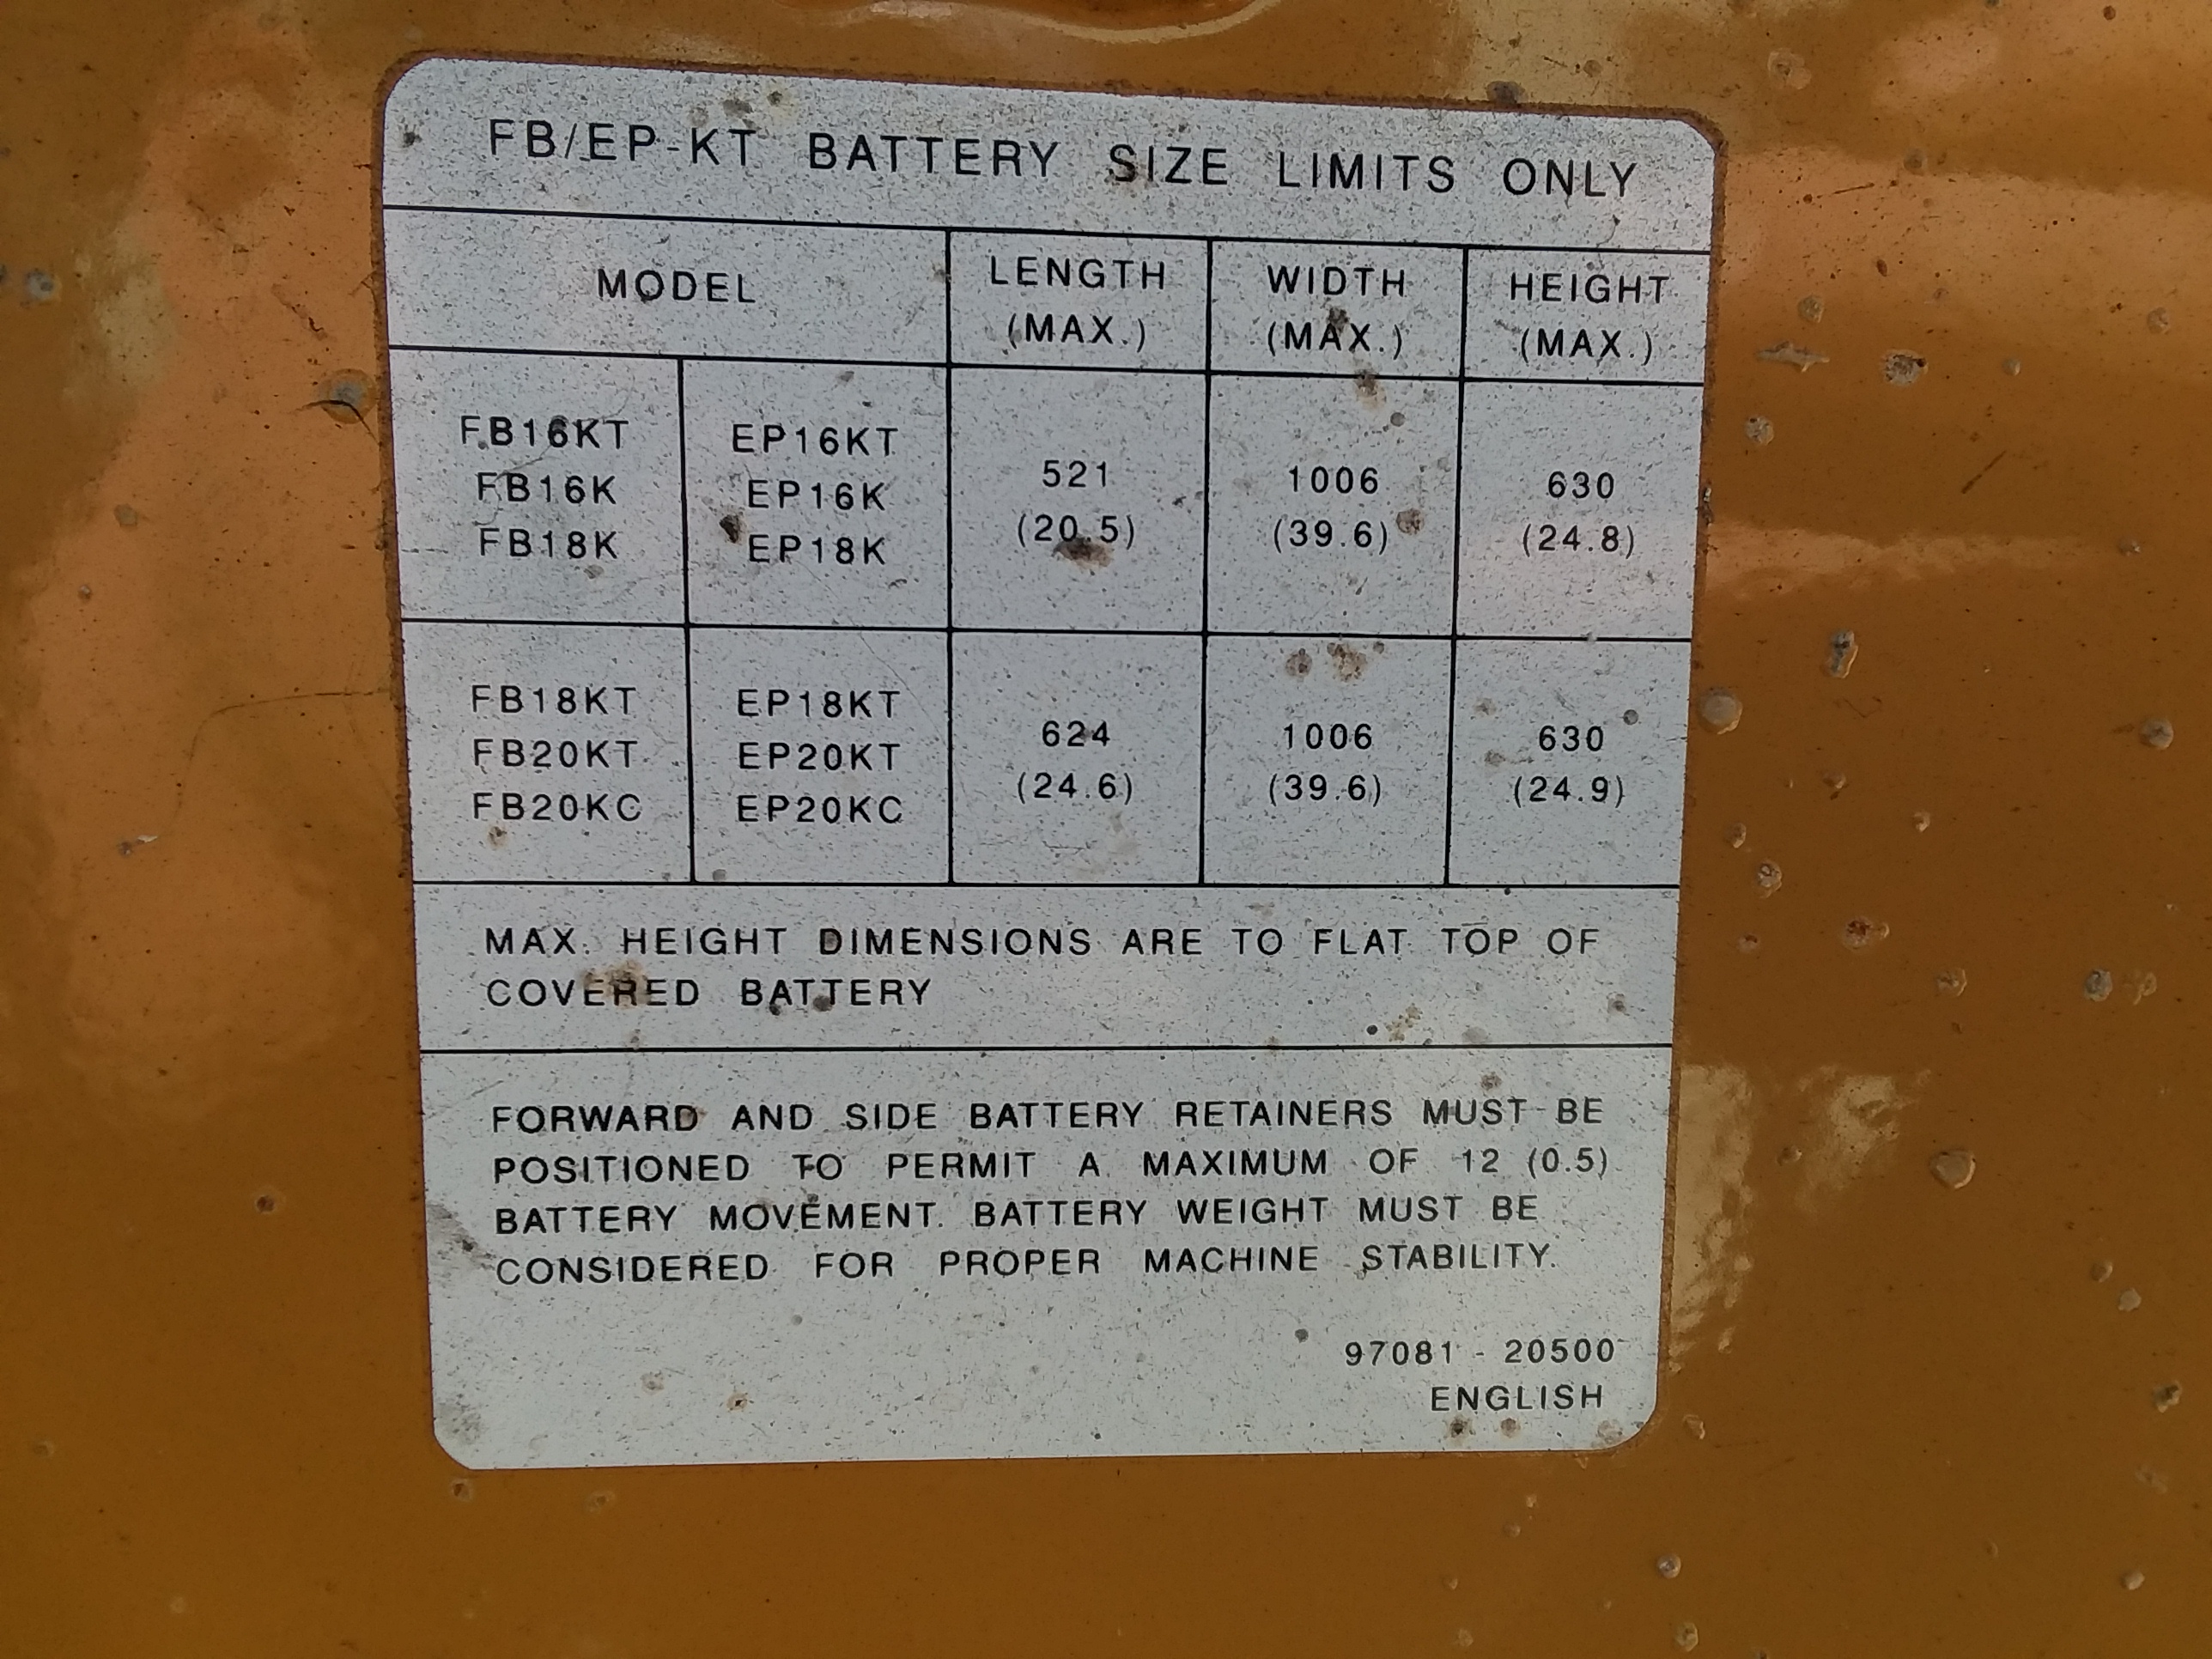 FB/EP-KT BATTERY SIZE LIMITS ONLY
MODEL LENGTH (MAX.) WIDTH (MAX.) HEIGHT (MAX.)
FB16KT EP16KT
FB16K EP16K 521 1006 630
FB18K EP18K (20.5) (39.6) (24.8)
FB18KT EP18KT
FB20KT EP20KT 624 1006 630
FB20KC EP20KC (24.6) (39.6) (24.9)
MAX. HEIGHT DIMENSIONS ARE TO FLAT TOP OF
COVERED BATTERY
FORWARD AND SIDE BATTERY RETAINERS MUST BE
POSITIONED TO PERMIT A MAXIMUM OF 12 (0.5)
BATTERY MOVEMENT. BATTERY WEIGHT MUST BE
CONSIDERED FOR PROPER MACHINE STABILITY.
97081 - 20500
ENGLISH